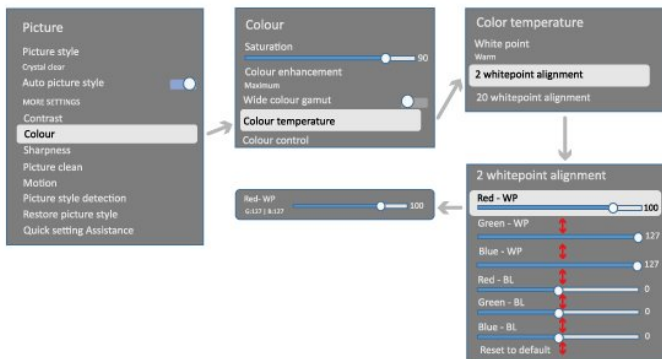 Picture
Picture style
Crystal clear
Auto picture style
MORE SETTINGS
Contrast
Colour
Sharpness
Picture clean
Motion
Picture style detection
Restore picture style
Quick setting Assistance
Colour
Saturation
90
Colour enhancement
Maximum
Wide colour gamut
Colour temperature
Colour control
Color temperature
White point
Warm
2 whitepoint alignment
20 whitepoint alignment
2 whitepoint alignment
Red - WP
100
Green - WP
127
Blue - WP
127
Red - BL
0
Green - BL
0
Blue - BL
0
Reset to default
Red- WP
G:127 | B:127
100